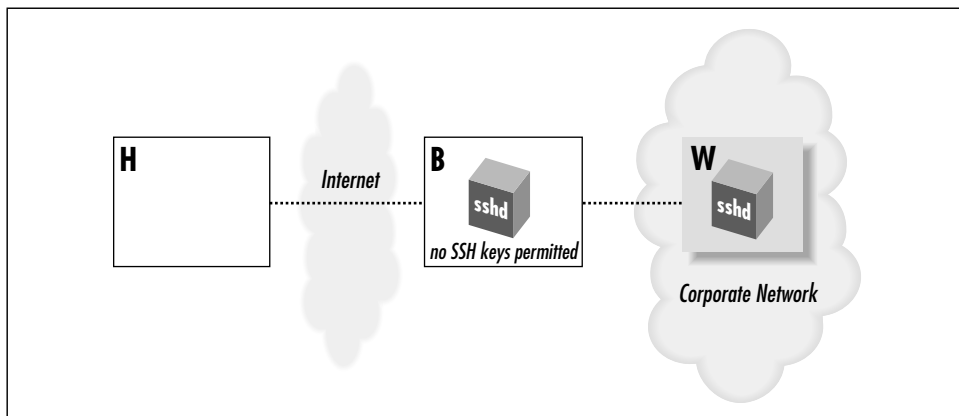 H
Internet
B
sshd
no SSH keys permitted
W
sshd
Corporate Network